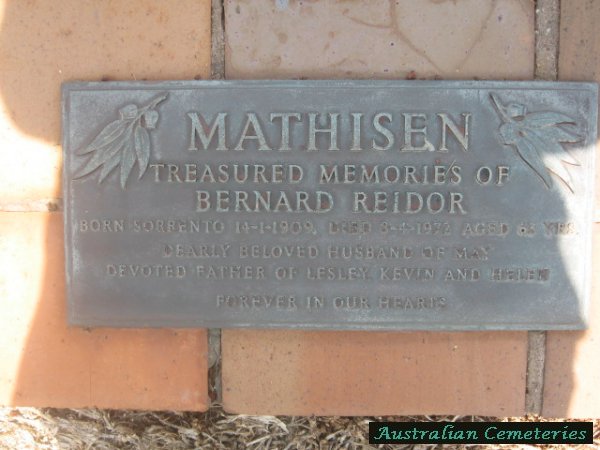 MATHISEN
TREASURED MEMORIES OF
BERNARD REIDOR
BORN SORRENTO 14-1-1909, DIED 3-4-1972 AGED 63 YRS.
DEARLY BELOVED HUSBAND OF MAY
DEVOTED FATHER OF LESLEY, KEVIN AND HELEN
FOREVER IN OUR HEARTS
Australian Cemeteries